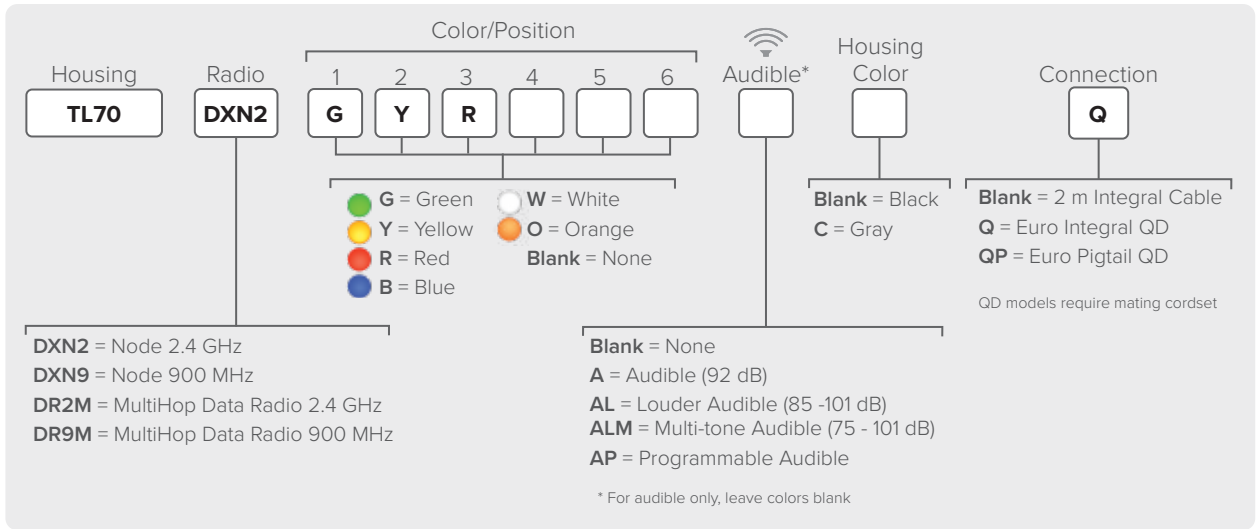 Color/Position
Housing Radio 1 2 3 4 5 6 Audible* Housing Color Connection
TL70 DXN2 G Y R Q
G = Green
Y = Yellow
R = Red
B = Blue
W = White
O = Orange
Blank = None
Blank = Black
C = Gray
Blank = 2 m Integral Cable
Q = Euro Integral QD
QP = Euro Pigtail QD
QD models require mating cordset
DXN2 = Node 2.4 GHz
DXN9 = Node 900 MHz
DR2M = MultiHop Data Radio 2.4 GHz
DR9M = MultiHop Data Radio 900 MHz
Blank = None
A = Audible (92 dB)
AL = Louder Audible (85 -101 dB)
ALM = Multi-tone Audible (75 - 101 dB)
AP = Programmable Audible
* For audible only, leave colors blank